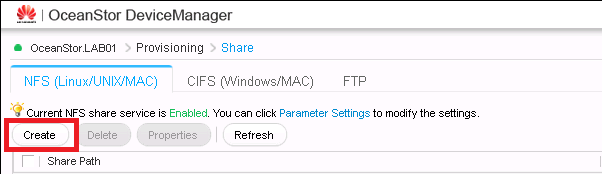 OceanStor DeviceManager
OceanStor.LAB01 > Provisioning > Share
NFS (Linux/UNIX/MAC) CIFS (Windows/MAC) FTP
Current NFS share service is Enabled. You can click Parameter Settings to modify the settings.
Create Delete Properties Refresh
Share Path